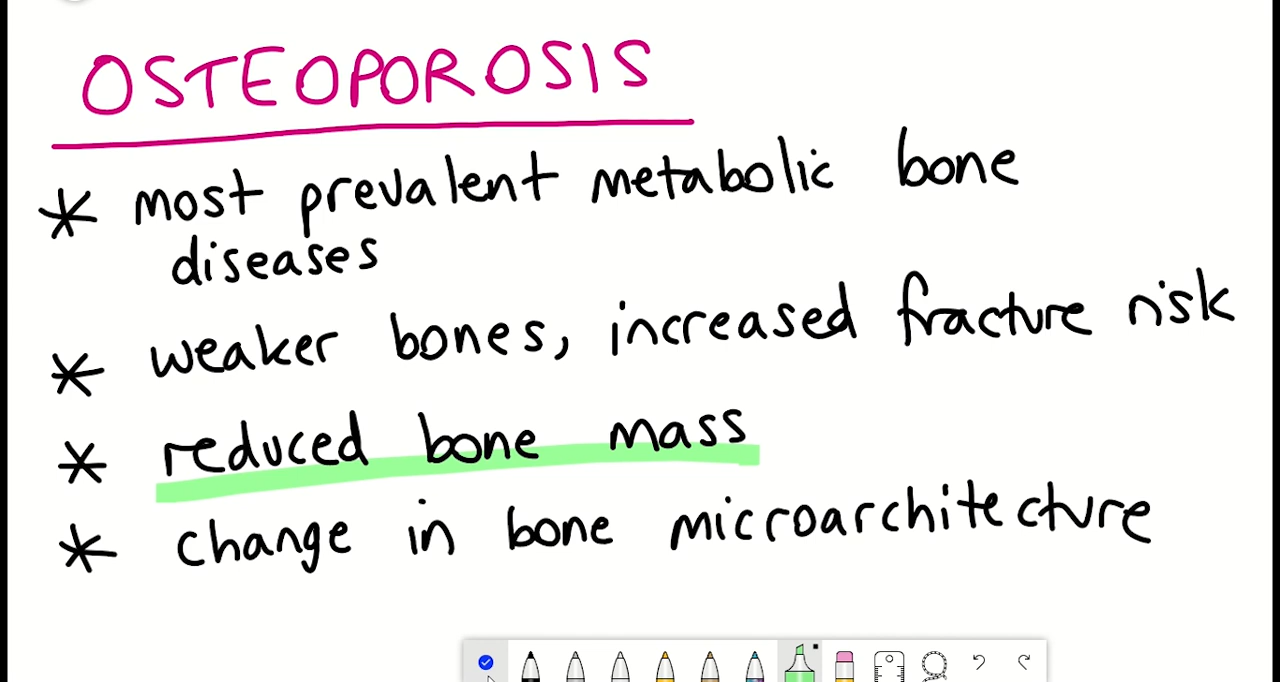 OSTEOPOROSIS
* most prevalent metabolic bone
diseases
* weaker bones, increased fracture risk
* reduced bone mass
* change in bone microarchitecture